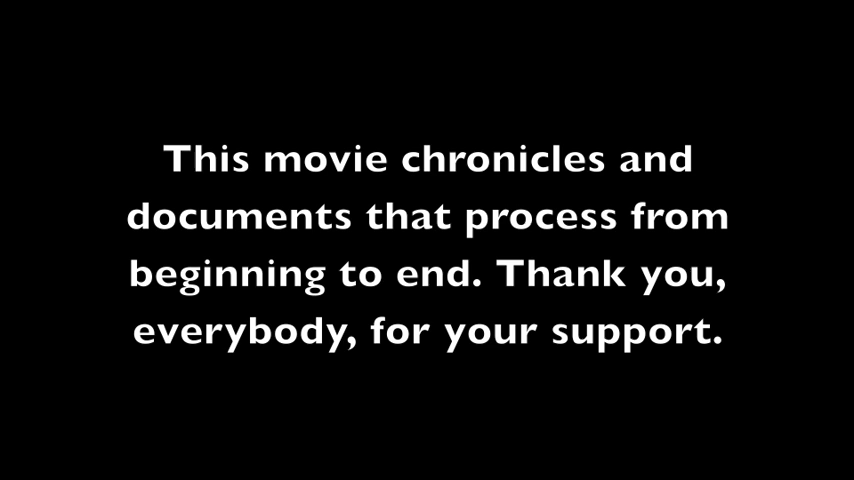 This movie chronicles and
documents that process from
beginning to end. Thank you,
everybody, for your support.